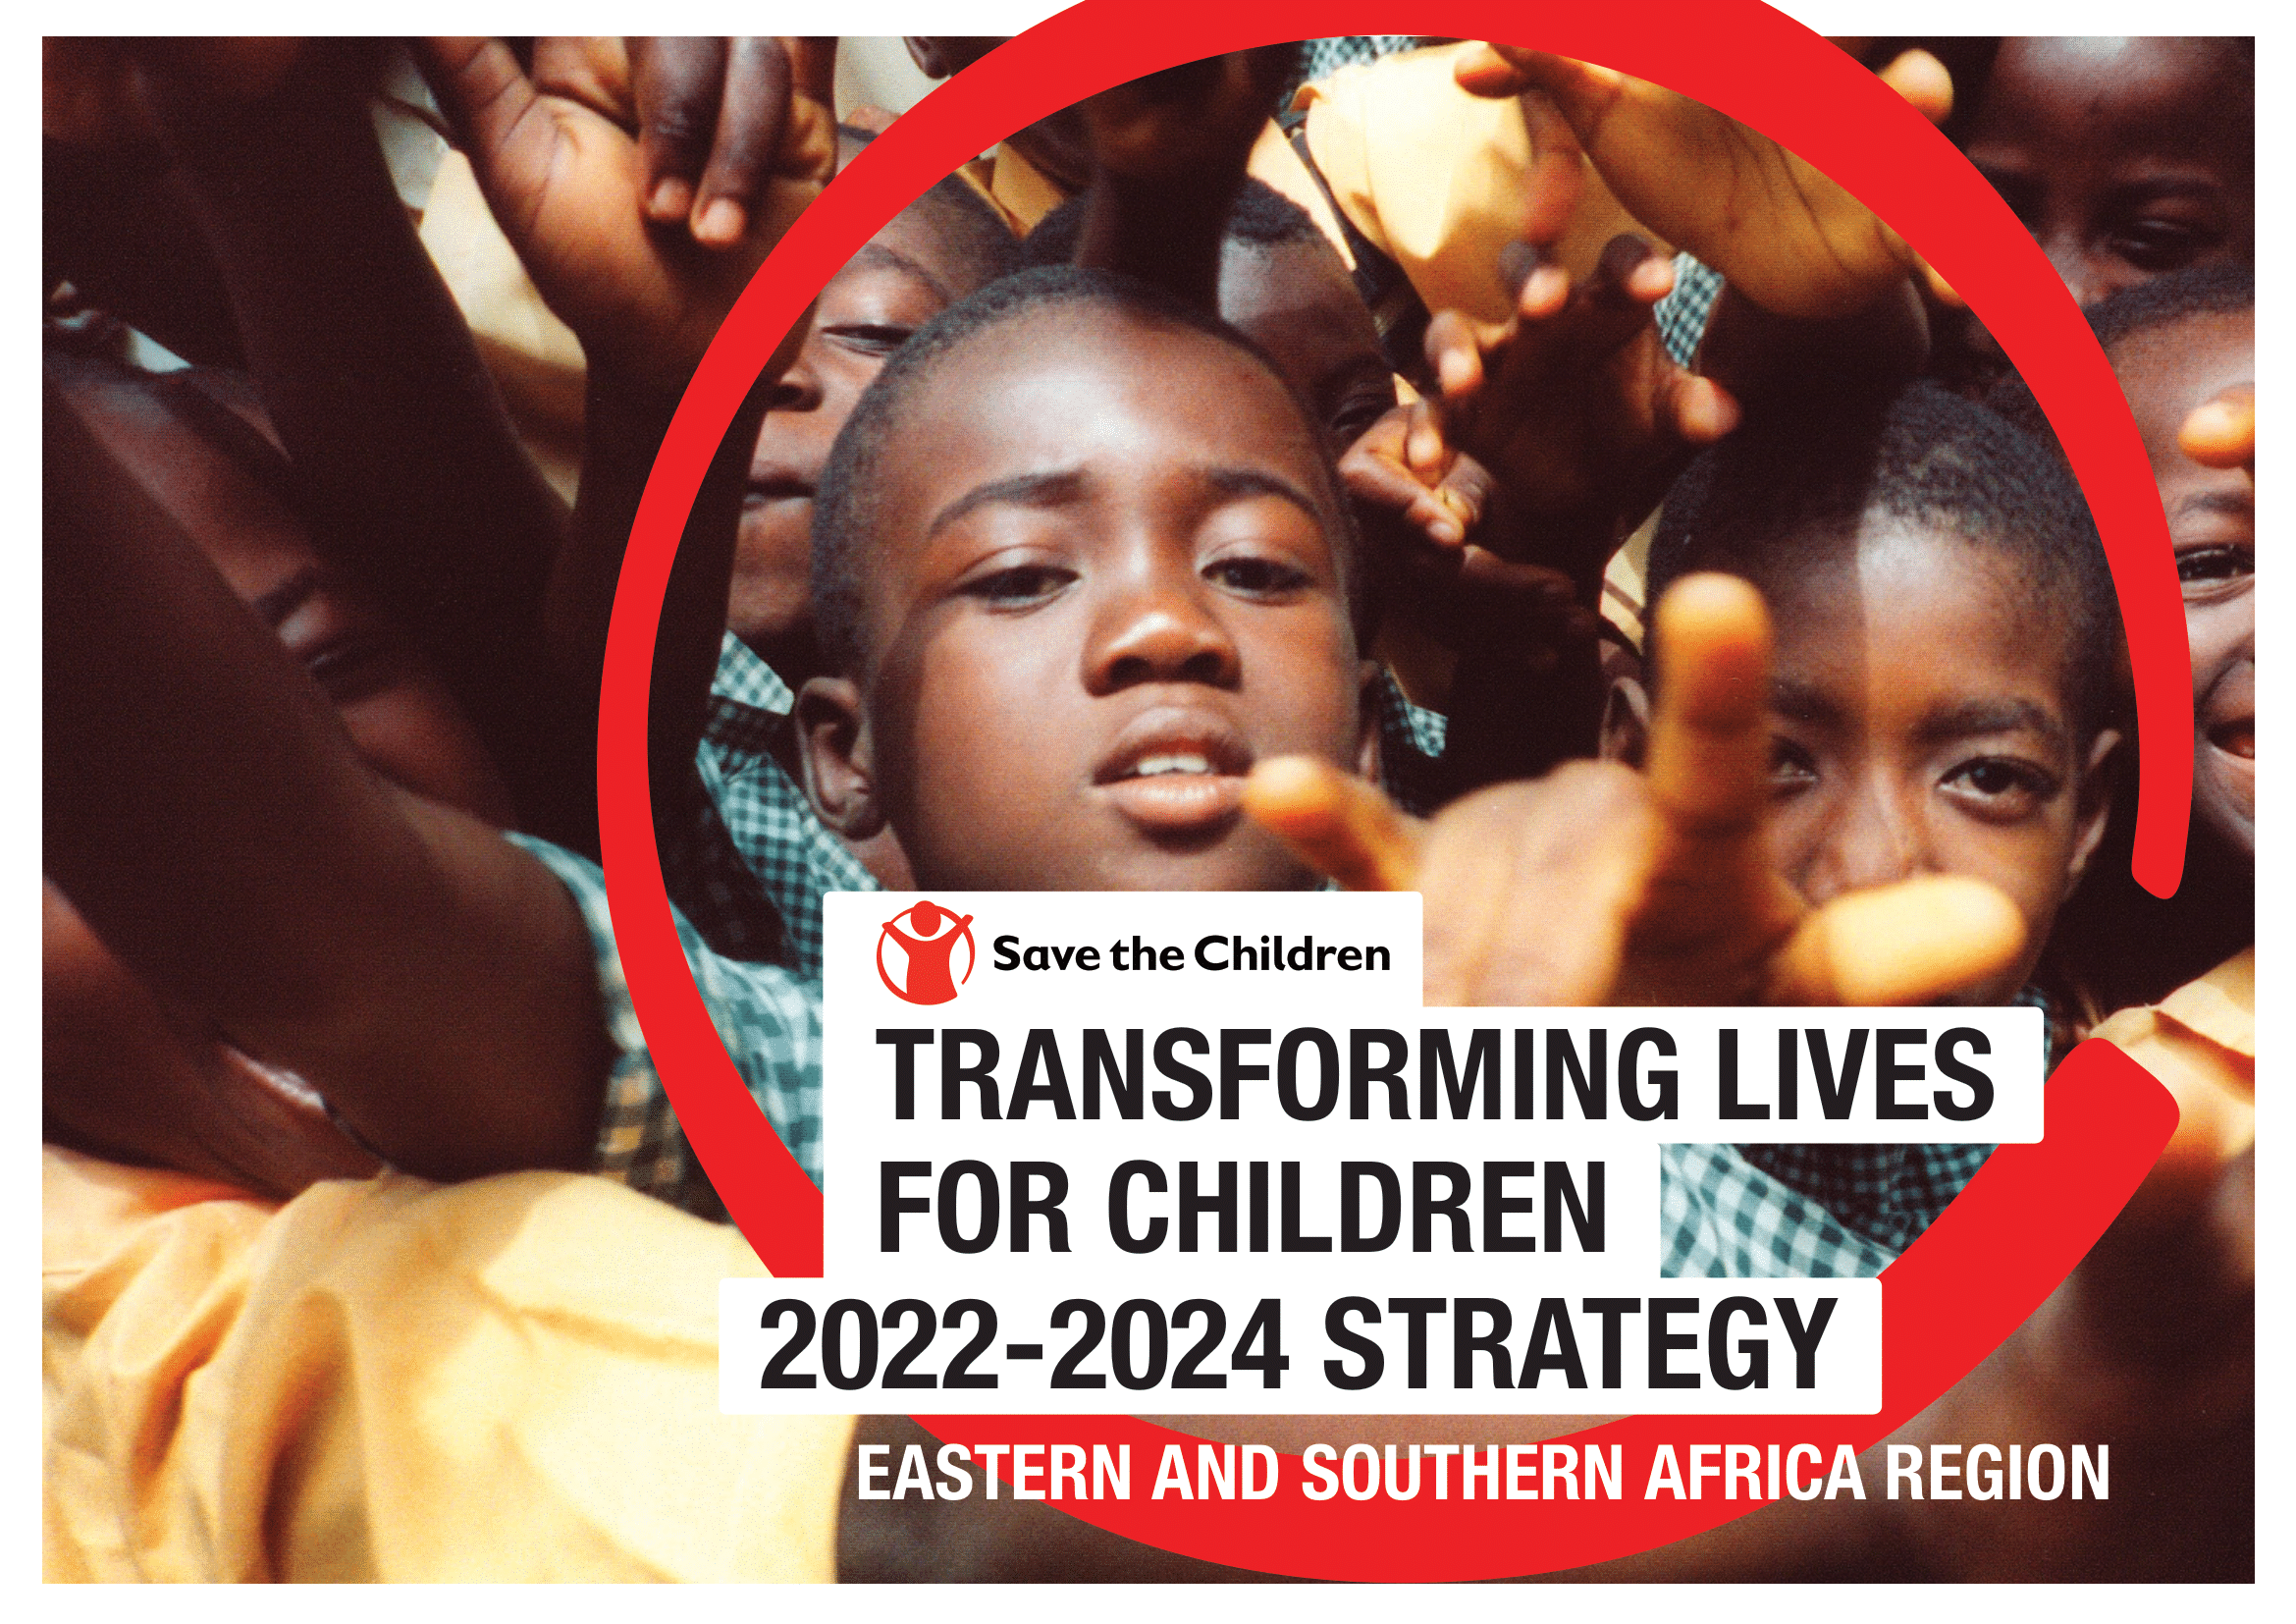 Save the Children
TRANSFORMING LIVES
FOR CHILDREN
2022-2024 STRATEGY
EASTERN AND SOUTHERN AFRICA REGION